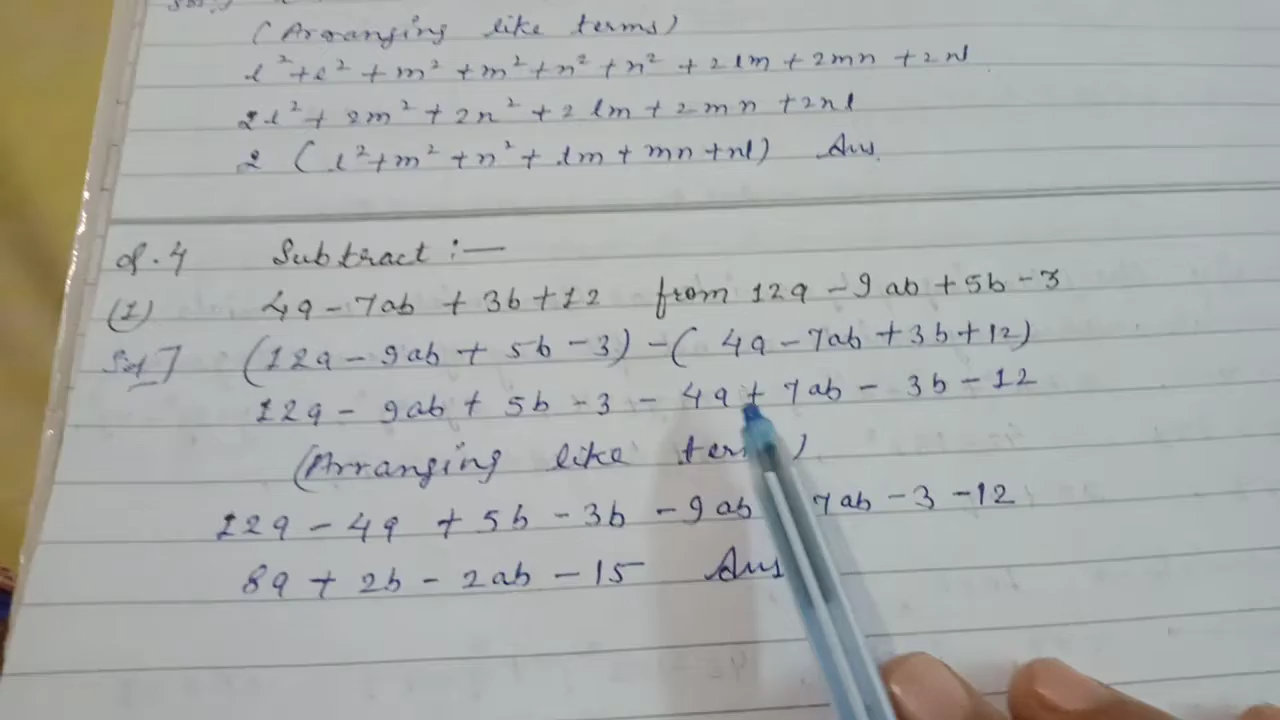 (Arranging like terms)
l² + l² + m² + m² + n² + n² + 2lm + 2mn + 2nl
2l² + 2m² + 2n² + 2lm + 2mn + 2nl
2 (l² + m² + n² + lm + mn + nl) Ans.
Q.4 Subtract :—
(1) 4a - 7ab + 3b + 12 from 12a - 9ab + 5b - 3
Sol] (12a - 9ab + 5b - 3) - (4a - 7ab + 3b + 12)
12a - 9ab + 5b - 3 - 4a + 7ab - 3b - 12
(Arranging like )
12a - 4a + 5b - 3b - 9ab 7ab - 3 - 12
8a + 2b - 2ab - 15 Ans